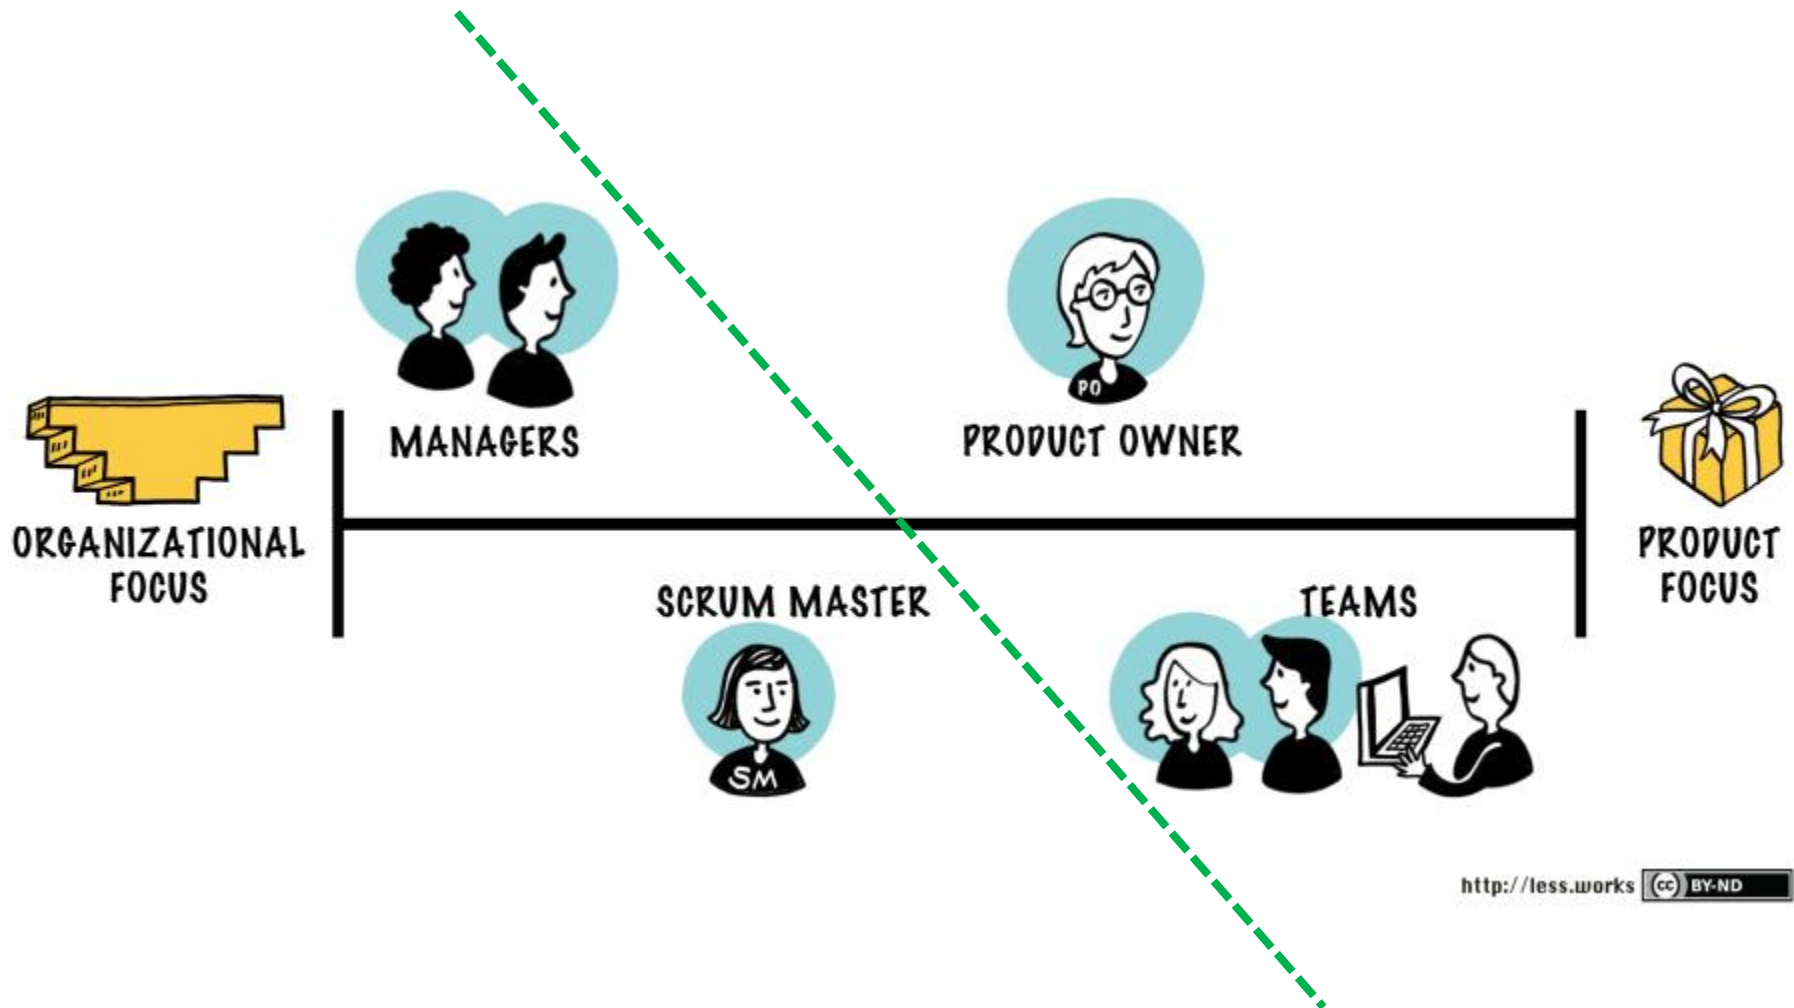 MANAGERS
PRODUCT OWNER
PO
ORGANIZATIONAL
FOCUS
PRODUCT
FOCUS
SCRUM MASTER
SM
TEAMS
http://less.works
cc BY-ND